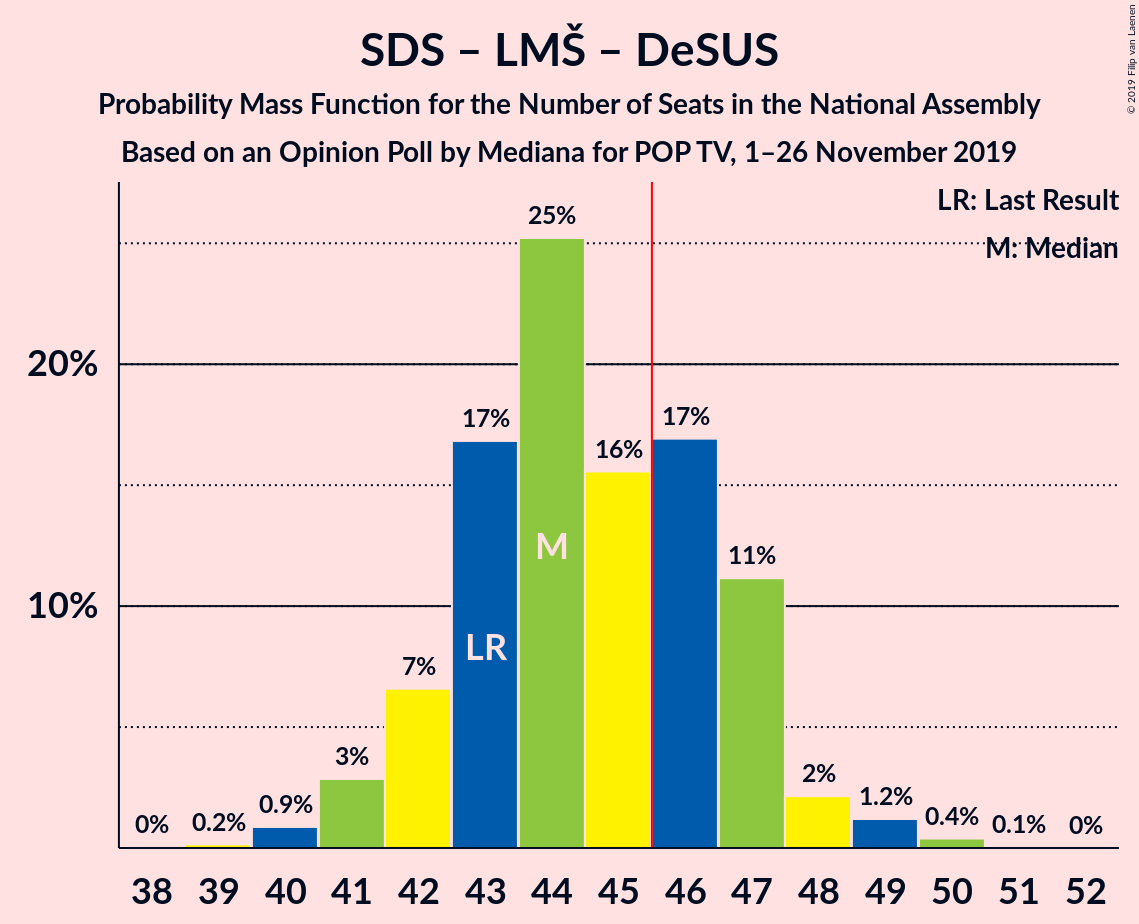 SDS – LMŠ – DeSUS
Probability Mass Function for the Number of Seats in the National Assembly
Based on an Opinion Poll by Mediana for POP TV, 1–26 November 2019
© 2019 Filip van Laenen
LR: Last Result
M: Median
20%
10%
0%
0.2%
0.9%
3%
7%
17%
25%
16%
17%
11%
2%
1.2%
0.4%
0.1%
0%
LR
M
38 39 40 41 42 43 44 45 46 47 48 49 50 51 52